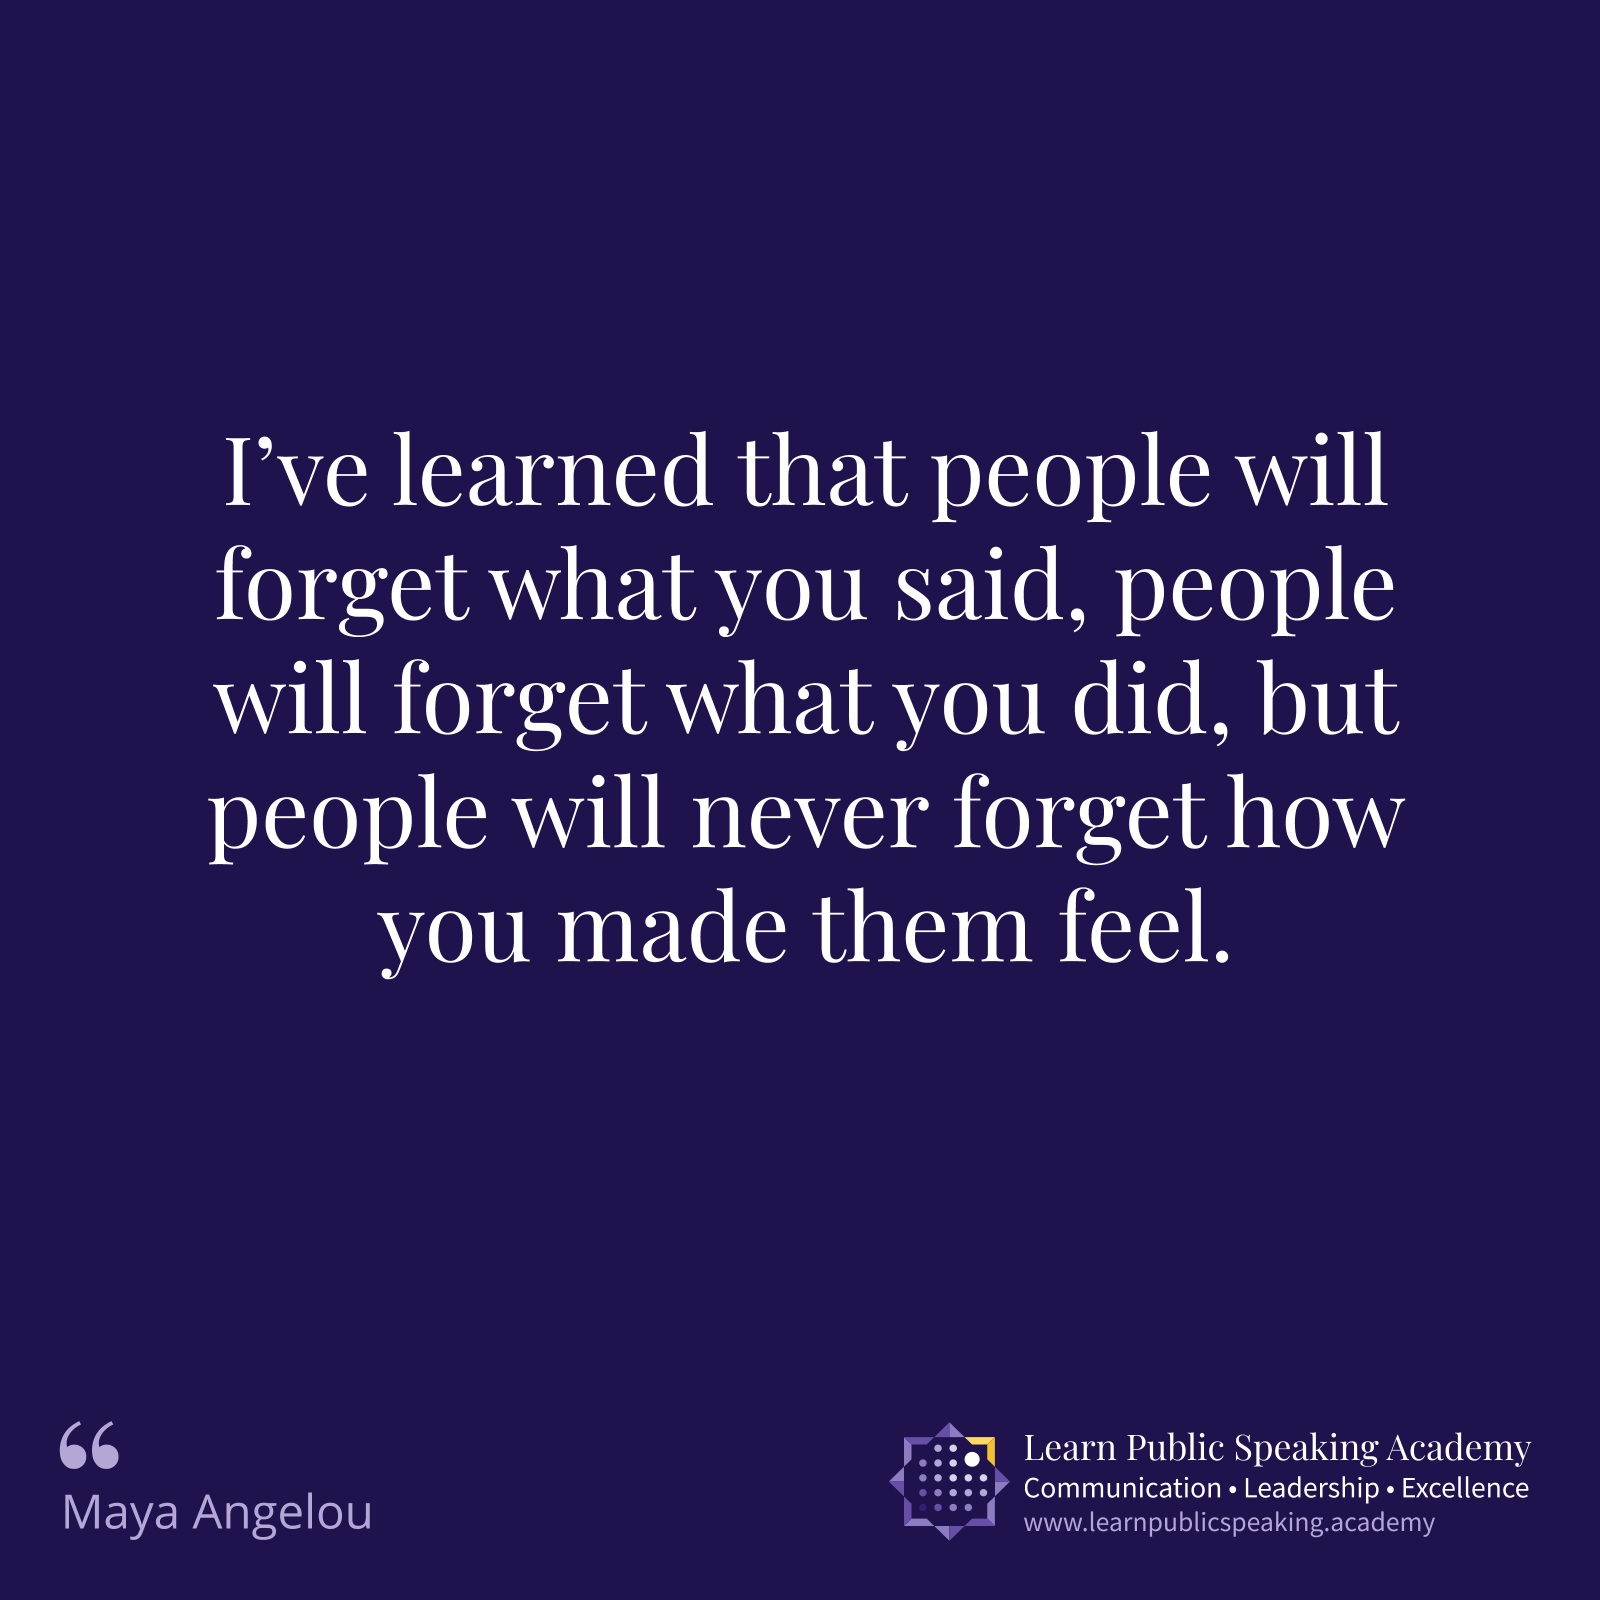 I’ve learned that people will
forget what you said, people
will forget what you did, but
people will never forget how
you made them feel.
“
Maya Angelou
Learn Public Speaking Academy
Communication • Leadership • Excellence
www.learnpublicspeaking.academy